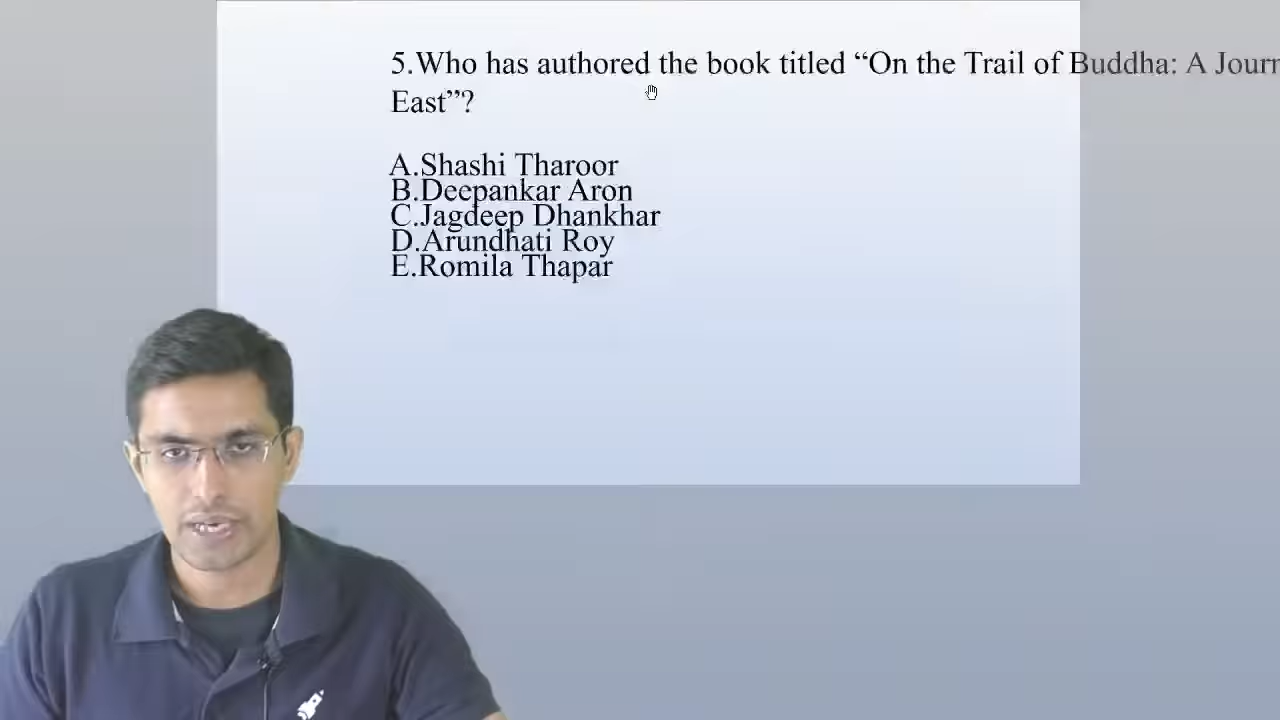 5.Who has authored the book titled “On the Trail of Buddha: A Journ
East”?
A.Shashi Tharoor
B.Deepankar Aron
C.Jagdeep Dhankhar
D.Arundhati Roy
E.Romila Thapar